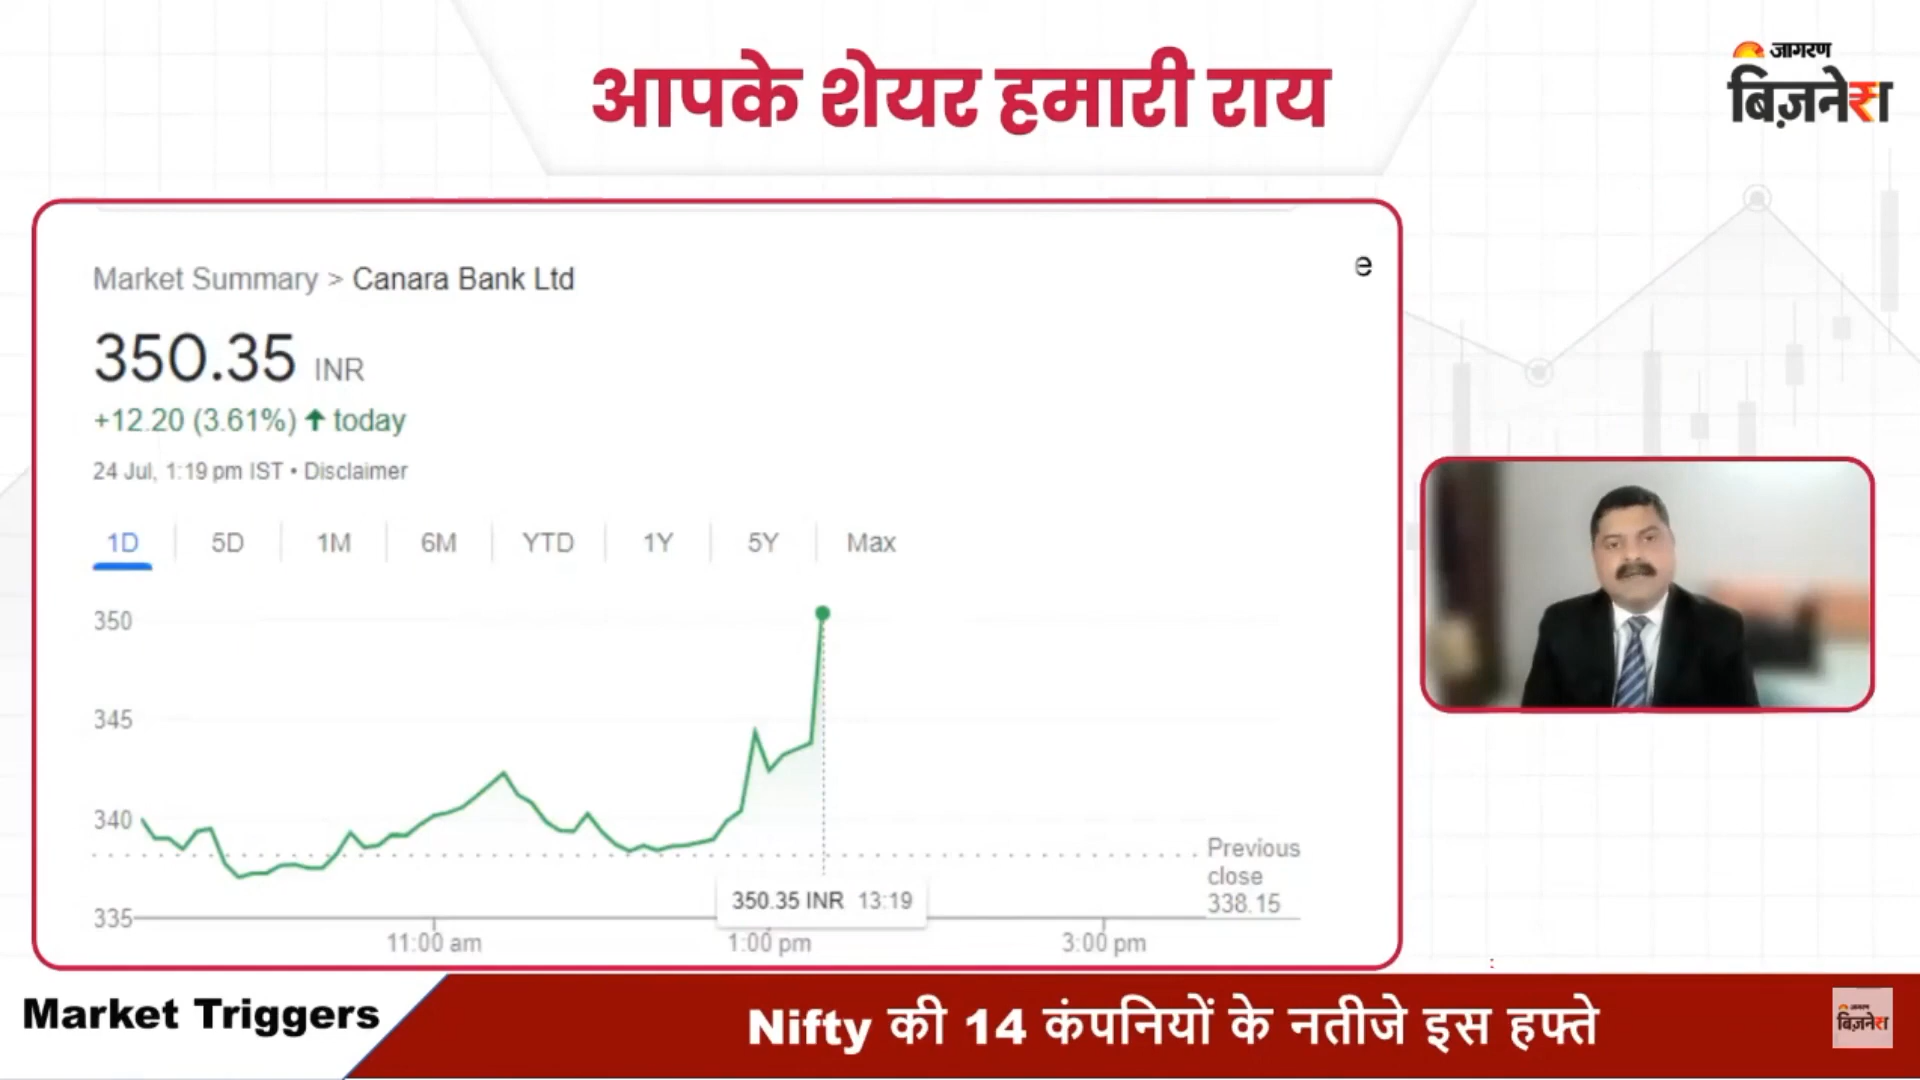 आपके शेयर हमारी राय
जागरण
बिज़नेस
Market Summary > Canara Bank Ltd
e
350.35 INR
+12.20 (3.61%) ↑ today
24 Jul, 1:19 pm IST • Disclaimer
1D 5D 1M 6M YTD 1Y 5Y Max
350
345
340
335
Previous
close
338.15
350.35 INR 13:19
11:00 am 1:00 pm 3:00 pm
Market Triggers
Nifty की 14 कंपनियों के नतीजे इस हफ्ते
जागरण
बिज़नेस